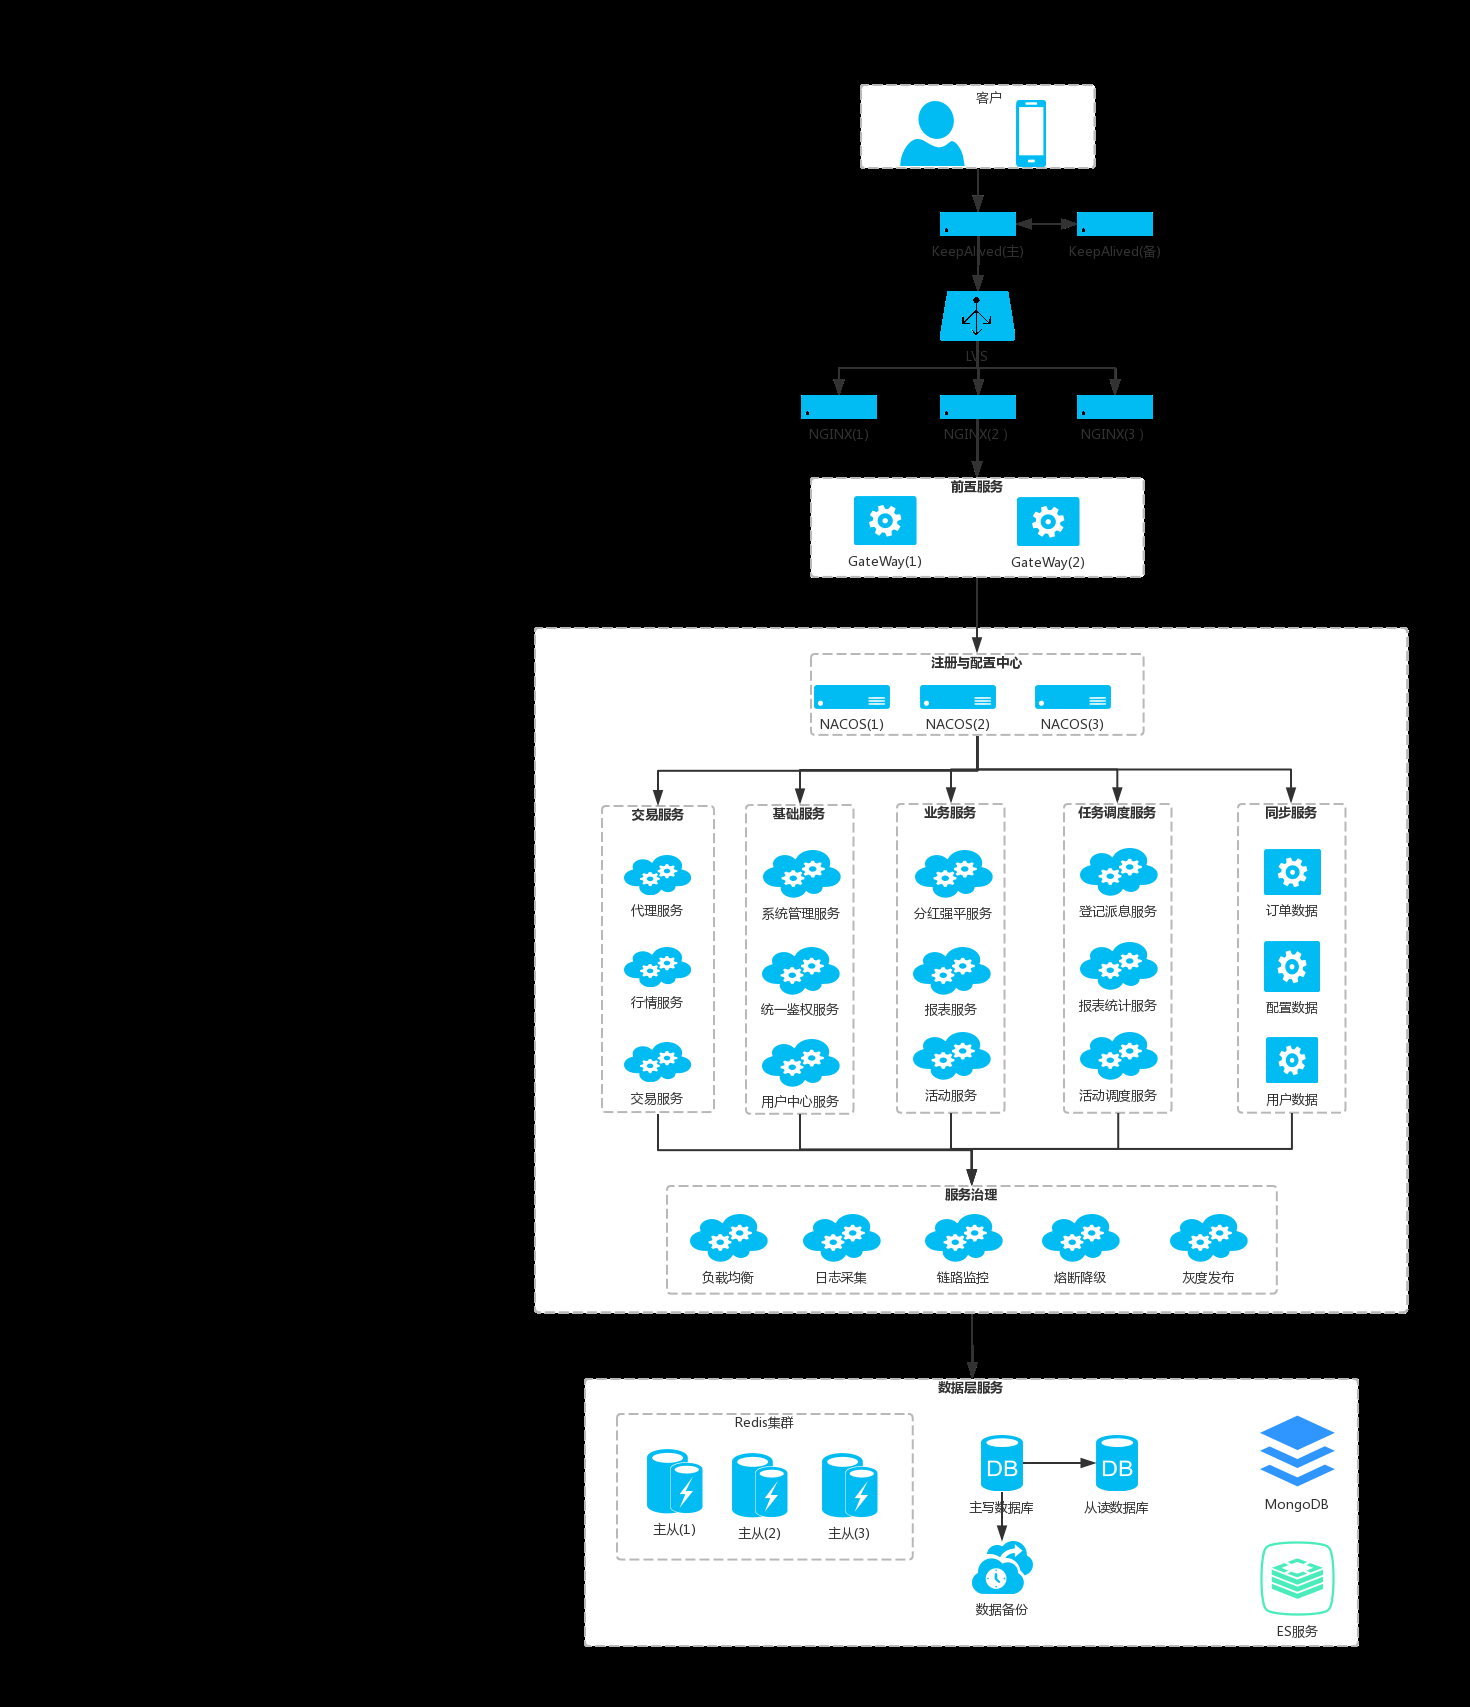 客户
KeepAlived(主)
KeepAlived(备)
LVS
NGINX(1)
NGINX(2 )
NGINX(3 )
前置服务
GateWay(1)
GateWay(2)
注册与配置中心
NACOS(1)
NACOS(2)
NACOS(3)
交易服务
代理服务
行情服务
交易服务
基础服务
系统管理服务
统一鉴权服务
用户中心服务
业务服务
分红强平服务
报表服务
活动服务
任务调度服务
登记派息服务
报表统计服务
活动调度服务
同步服务
订单数据
配置数据
用户数据
服务治理
负载均衡
日志采集
链路监控
熔断降级
灰度发布
数据层服务
Redis集群
主从(1)
主从(2)
主从(3)
DB
主写数据库
DB
从读数据库
数据备份
MongoDB
ES服务